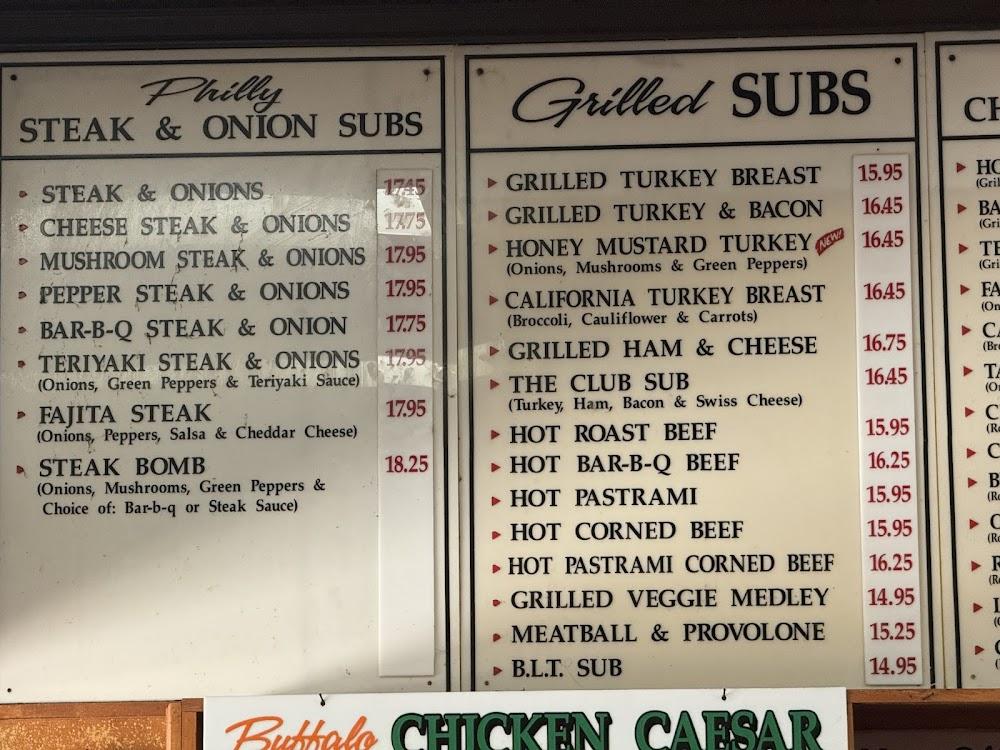 Philly
STEAK & ONION SUBS
STEAK & ONIONS 17.45
CHEESE STEAK & ONIONS 17.75
MUSHROOM STEAK & ONIONS 17.95
PEPPER STEAK & ONIONS 17.95
BAR-B-Q STEAK & ONION 17.75
TERIYAKI STEAK & ONIONS 17.95
(Onions, Green Peppers & Teriyaki Sauce)
FAJITA STEAK 17.95
(Onions, Peppers, Salsa & Cheddar Cheese)
STEAK BOMB 18.25
(Onions, Mushrooms, Green Peppers &
Choice of: Bar-b-q or Steak Sauce)
Grilled SUBS
GRILLED TURKEY BREAST 15.95
GRILLED TURKEY & BACON 16.45
HONEY MUSTARD TURKEY NEW! 16.45
(Onions, Mushrooms & Green Peppers)
CALIFORNIA TURKEY BREAST 16.45
(Broccoli, Cauliflower & Carrots)
GRILLED HAM & CHEESE 16.75
THE CLUB SUB 16.45
(Turkey, Ham, Bacon & Swiss Cheese)
HOT ROAST BEEF 15.95
HOT BAR-B-Q BEEF 16.25
HOT PASTRAMI 15.95
HOT CORNED BEEF 15.95
HOT PASTRAMI CORNED BEEF 16.25
GRILLED VEGGIE MEDLEY 14.95
MEATBALL & PROVOLONE 15.25
B.L.T. SUB 14.95
Buffalo CHICKEN CAESAR